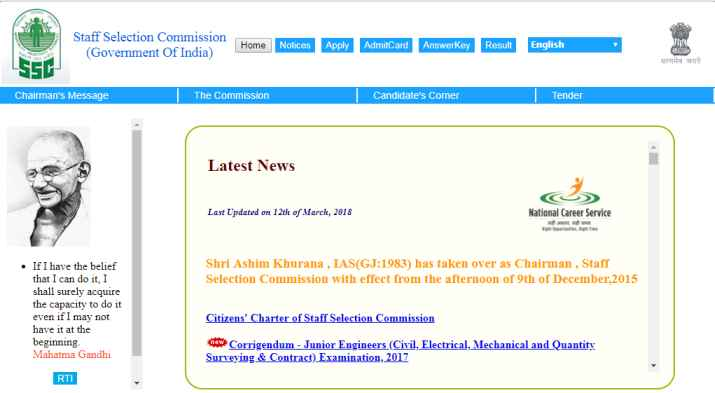 Staff Selection Commission
(Government Of India)
Home Notices Apply AdmitCard AnswerKey Result English
SSC
सत्यमेव जयते
Chairman's Message The Commission Candidate's Corner Tender
Latest News
Last Updated on 12th of March, 2018
National Career Service
Right Opportunities, Right Time
Shri Ashim Khurana , IAS(GJ:1983) has taken over as Chairman , Staff
Selection Commission with effect from the afternoon of 9th of December,2015
Citizens' Charter of Staff Selection Commission
new Corrigendum - Junior Engineers (Civil, Electrical, Mechanical and Quantity
Surveying & Contract) Examination, 2017
If I have the belief
that I can do it, I
shall surely acquire
the capacity to do it
even if I may not
have it at the
beginning.
Mahatma Gandhi
RTI